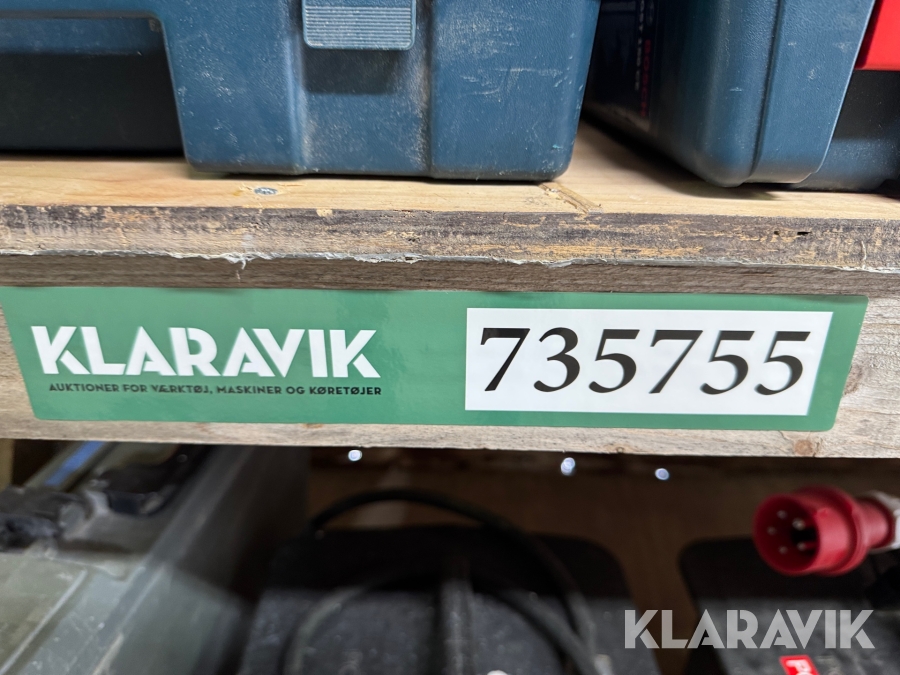 KLARAVIK
AUKTIONER FOR VÆRKTØJ, MASKINER OG KØRETØJER
735755
KLARAVIK